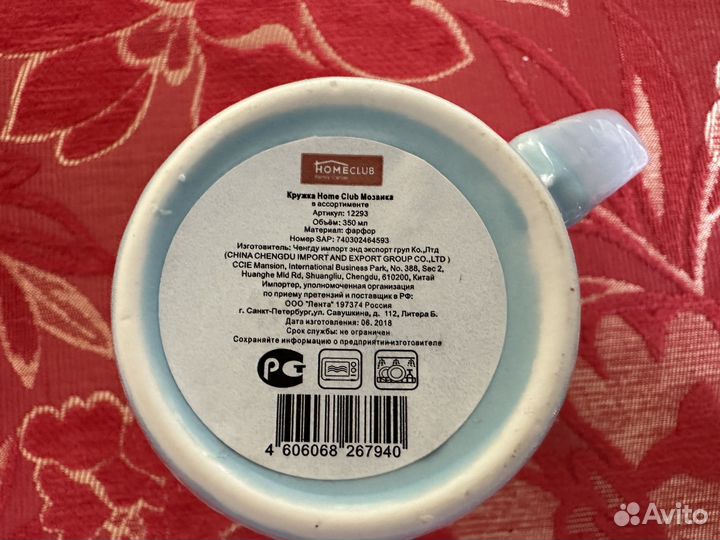 HOMECLUB
Кружка Home Club Мозаика
в ассортименте
Артикул: 12293
Объём: 350 мл
Материал: фарфор
Номер SAP: 740302464593
Изготовитель: Ченгду импорт энд экспорт груп Ко.,Лтд
(CHINA CHENGDU IMPORT AND EXPORT GROUP CO.,LTD )
CCIE Mansion, International Business Park, No. 388, Sec 2,
Huanghe Mid Rd, Shuangliu, Chengdu, 610200, Китай
Импортер, уполномоченная организация
по приему претензий и поставщик в РФ:
ООО "Лента" 197374 Россия
г. Санкт-Петербург,ул. Савушкина, д. 112, Литера Б.
Дата изготовления: 06. 2018
Срок службы: не ограничен
Сохраняйте информацию о предприятии-изготовителе
4 606068 267940
Avito